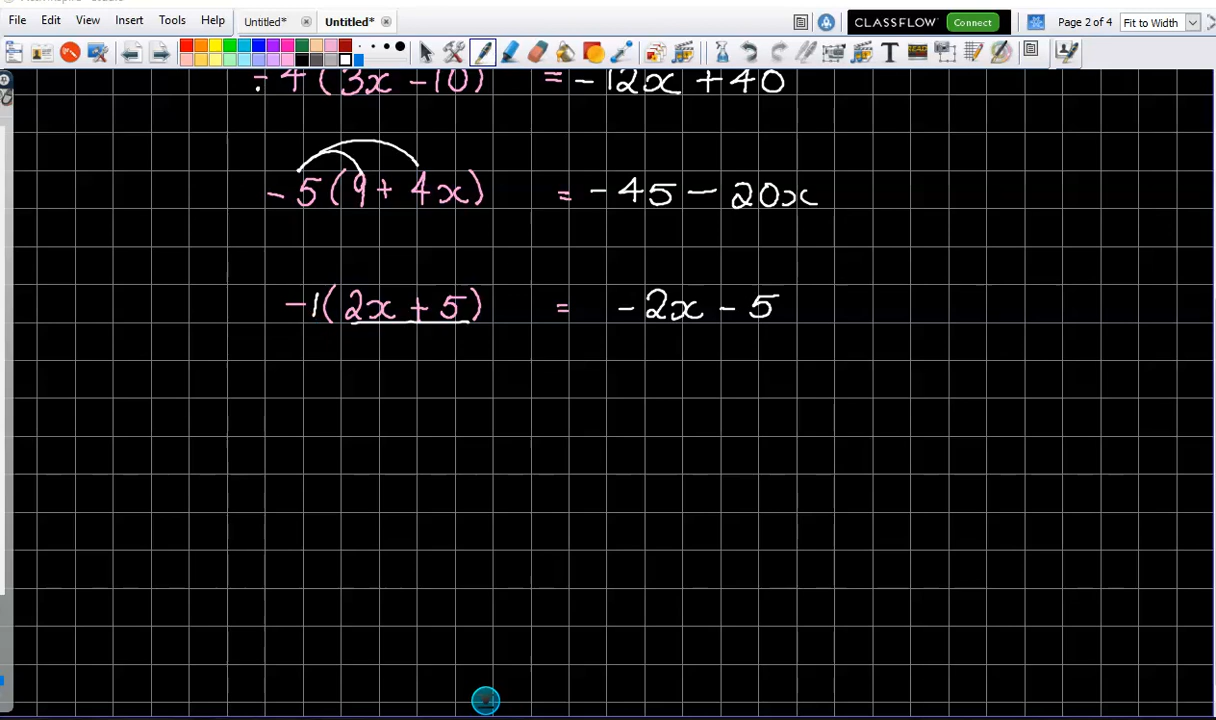 File Edit View Insert Tools Help Untitled* Untitled* CLASSFLOW Connect Page 2 of 4 Fit to Width
-4(3x-10) = -12x + 40
-5(9+ 4x) = -45 - 20x
-1(2x + 5) = -2x - 5